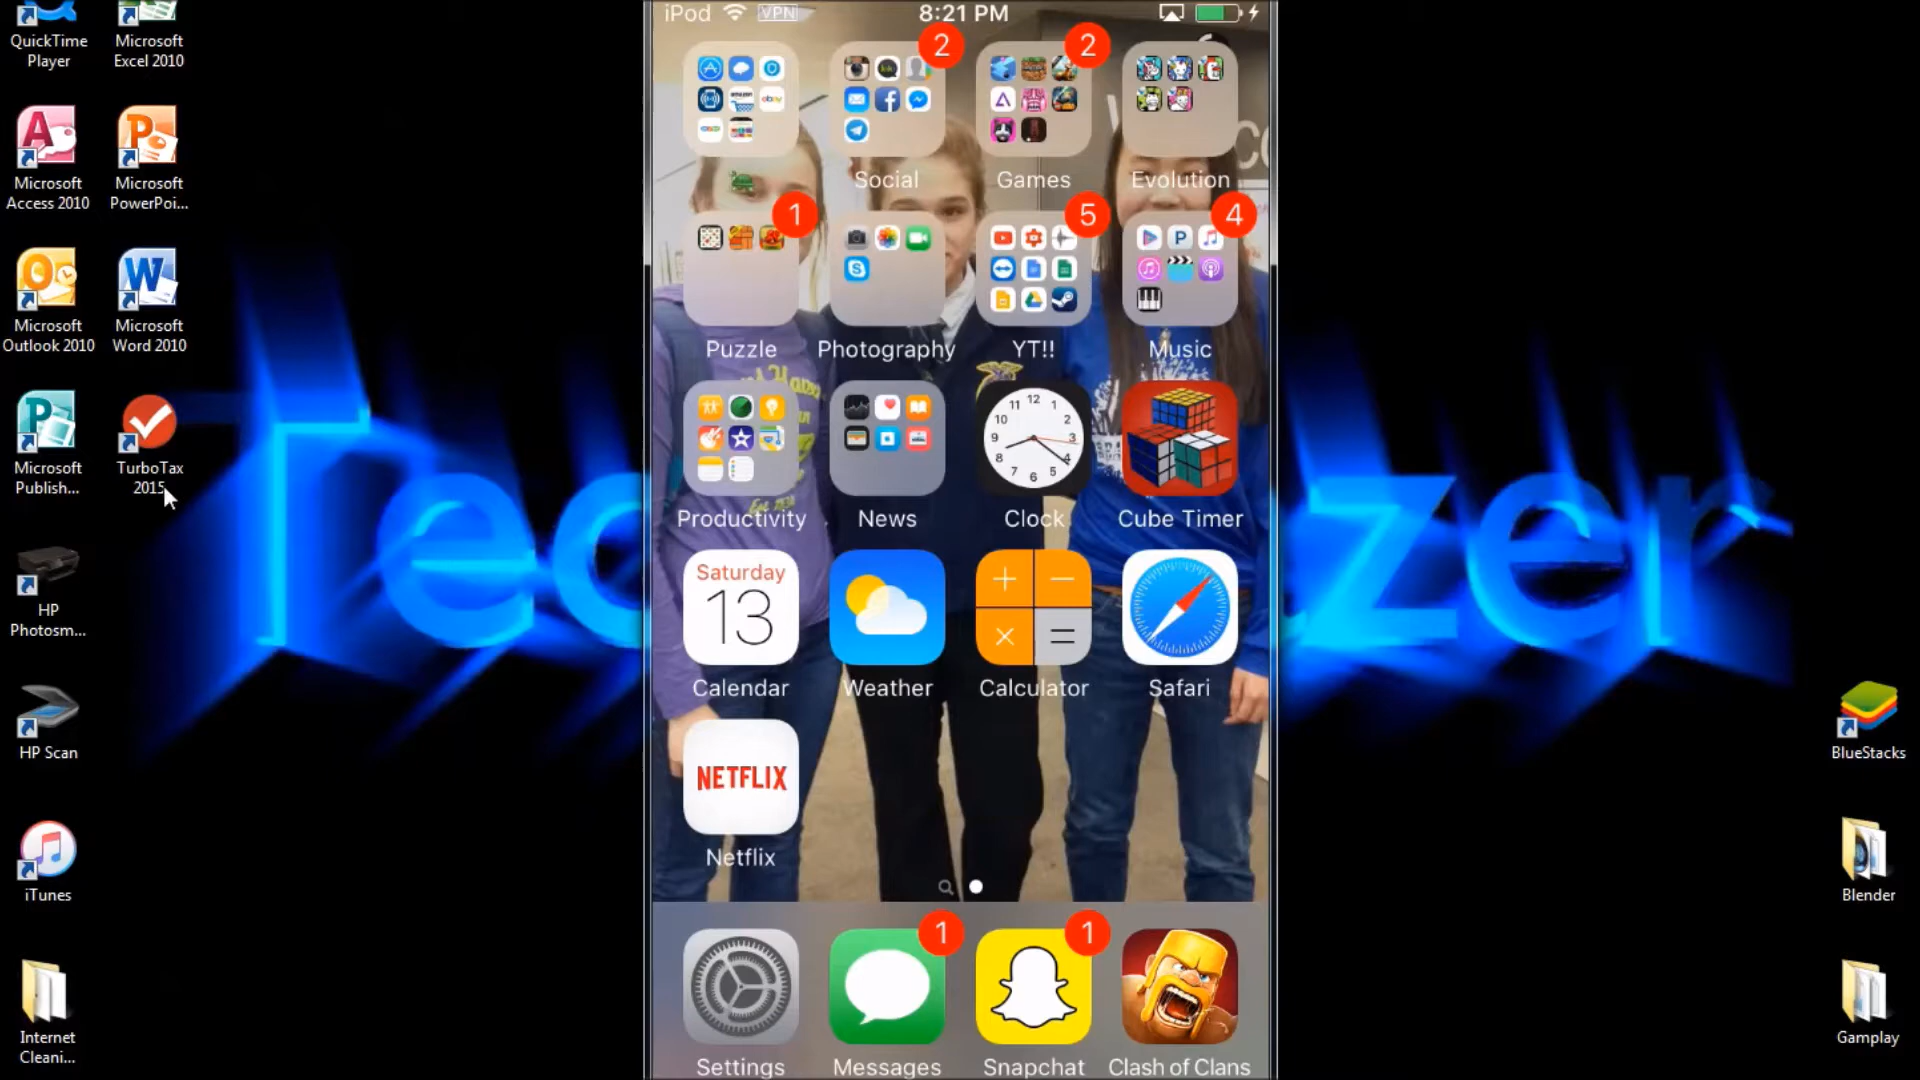 QuickTime
Player
Microsoft
Excel 2010
Microsoft
Access 2010
Microsoft
PowerPoi...
Microsoft
Outlook 2010
Microsoft
Word 2010
Microsoft
Publish...
TurboTax
2015
HP
Photosm...
HP Scan
iTunes
Internet
Cleani...
iPod VPN 8:21 PM
2 2
Social Games Evolution
1 5 4
Puzzle Photography YT!! Music
Productivity News Clock Cube Timer
Saturday
13
Calendar Weather Calculator Safari
NETFLIX
Netflix
1 1
Settings Messages Snapchat Clash of Clans
BlueStacks
Blender
Gameplay